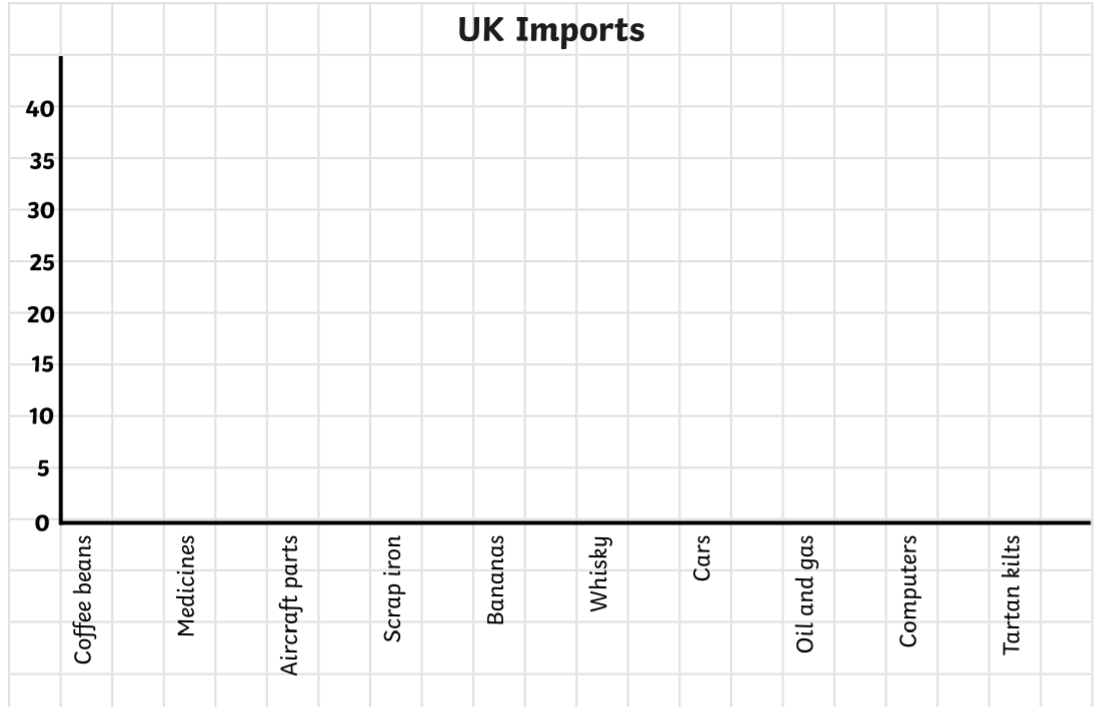 UK Imports
40
35
30
25
20
15
10
5
0
Coffee beans
Medicines
Aircraft parts
Scrap iron
Bananas
Whisky
Cars
Oil and gas
Computers
Tartan kilts